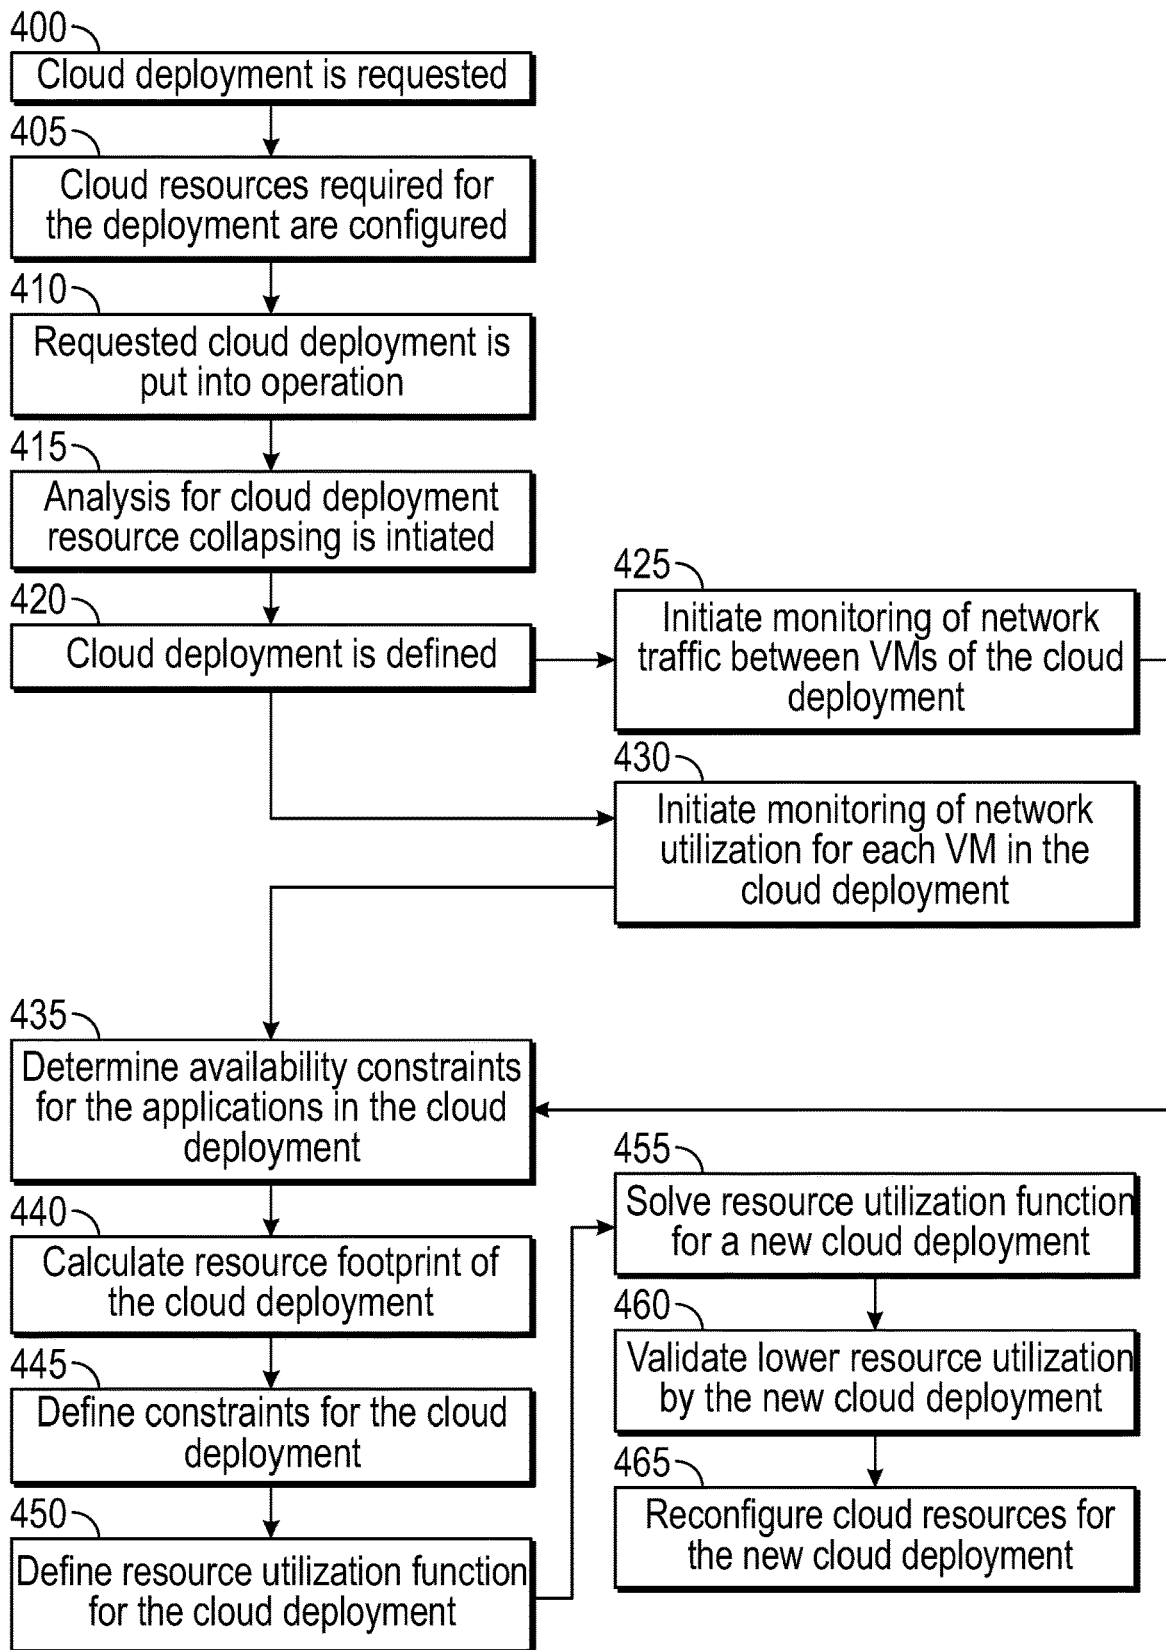 400
Cloud deployment is requested
405
Cloud resources required for
the deployment are configured
410
Requested cloud deployment is
put into operation
415
Analysis for cloud deployment
resource collapsing is intiated
420
Cloud deployment is defined
425
Initiate monitoring of network
traffic between VMs of the cloud
deployment
430
Initiate monitoring of network
utilization for each VM in the
cloud deployment
435
Determine availability constraints
for the applications in the cloud
deployment
440
Calculate resource footprint of
the cloud deployment
445
Define constraints for the cloud
deployment
450
Define resource utilization function
for the cloud deployment
455
Solve resource utilization function
for a new cloud deployment
460
Validate lower resource utilization
by the new cloud deployment
465
Reconfigure cloud resources for
the new cloud deployment